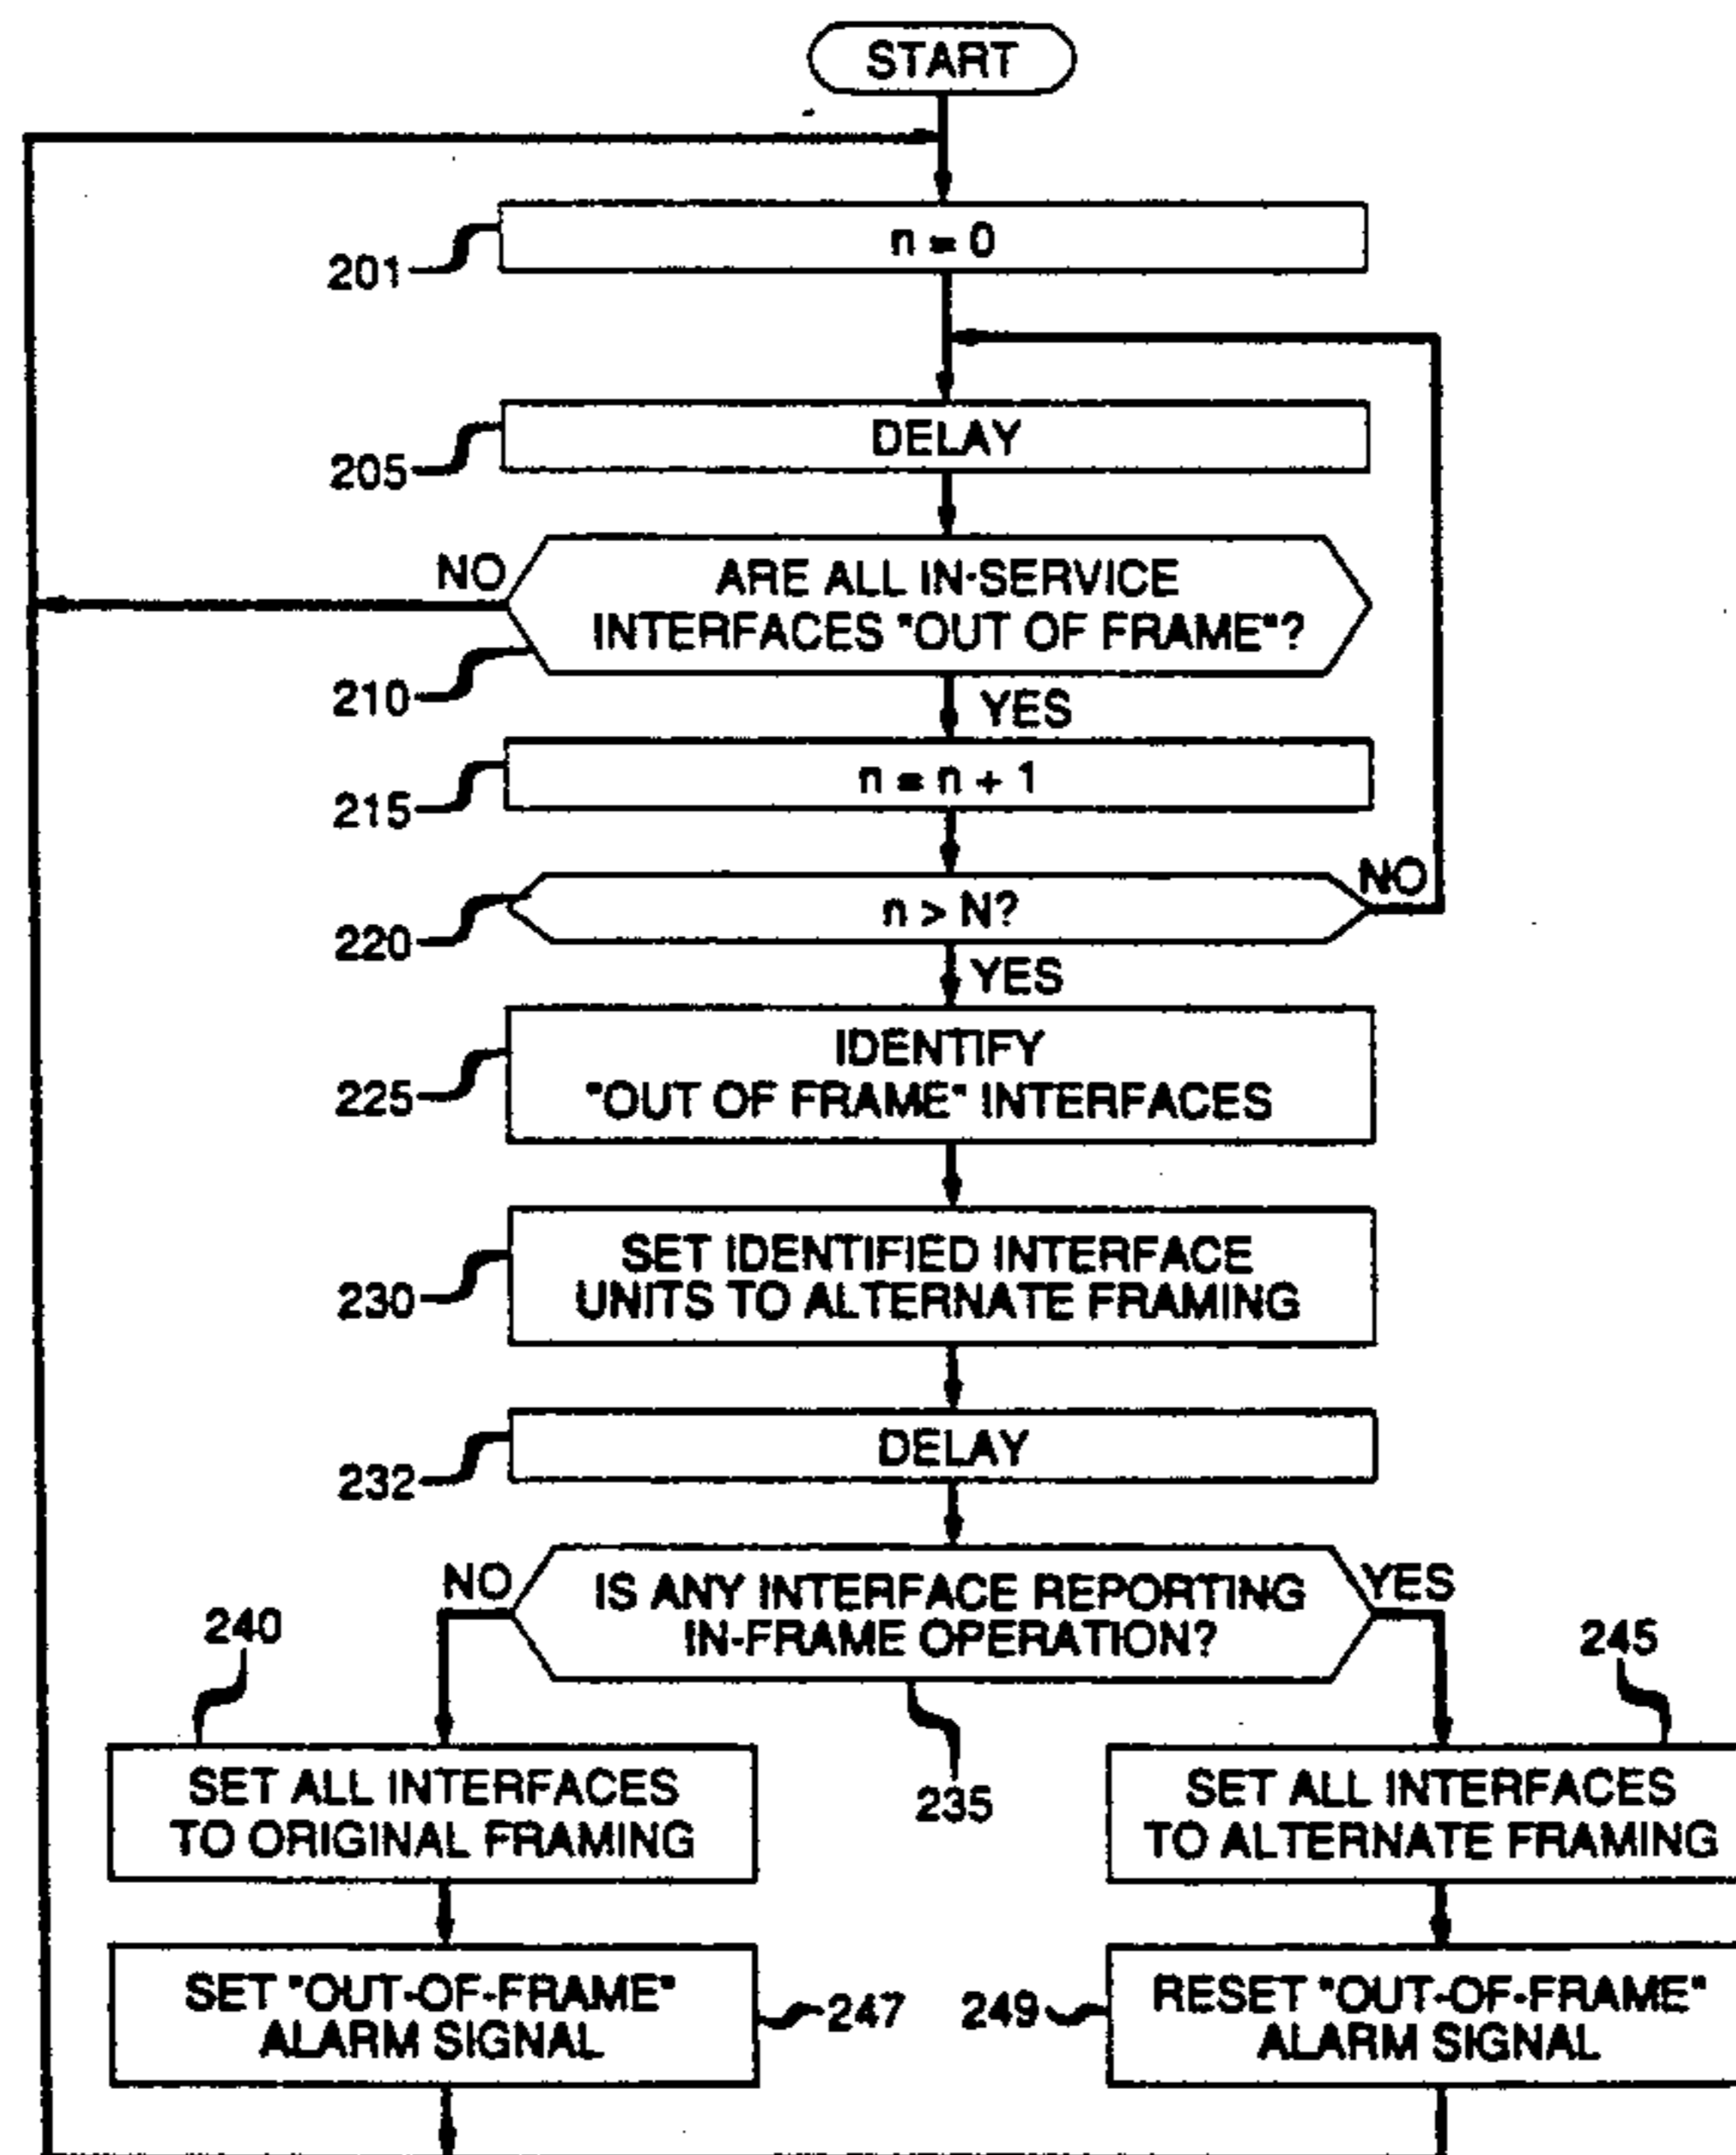 START
n = 0
201
DELAY
205
NO
ARE ALL IN-SERVICE
INTERFACES "OUT OF FRAME"?
210
YES
n = n + 1
215
NO
n > N?
220
YES
IDENTIFY
"OUT OF FRAME" INTERFACES
225
SET IDENTIFIED INTERFACE
UNITS TO ALTERNATE FRAMING
230
DELAY
232
NO
IS ANY INTERFACE REPORTING
IN-FRAME OPERATION?
YES
240
245
235
SET ALL INTERFACES
TO ORIGINAL FRAMING
SET ALL INTERFACES
TO ALTERNATE FRAMING
SET "OUT-OF-FRAME"
ALARM SIGNAL
247
249
RESET "OUT-OF-FRAME"
ALARM SIGNAL